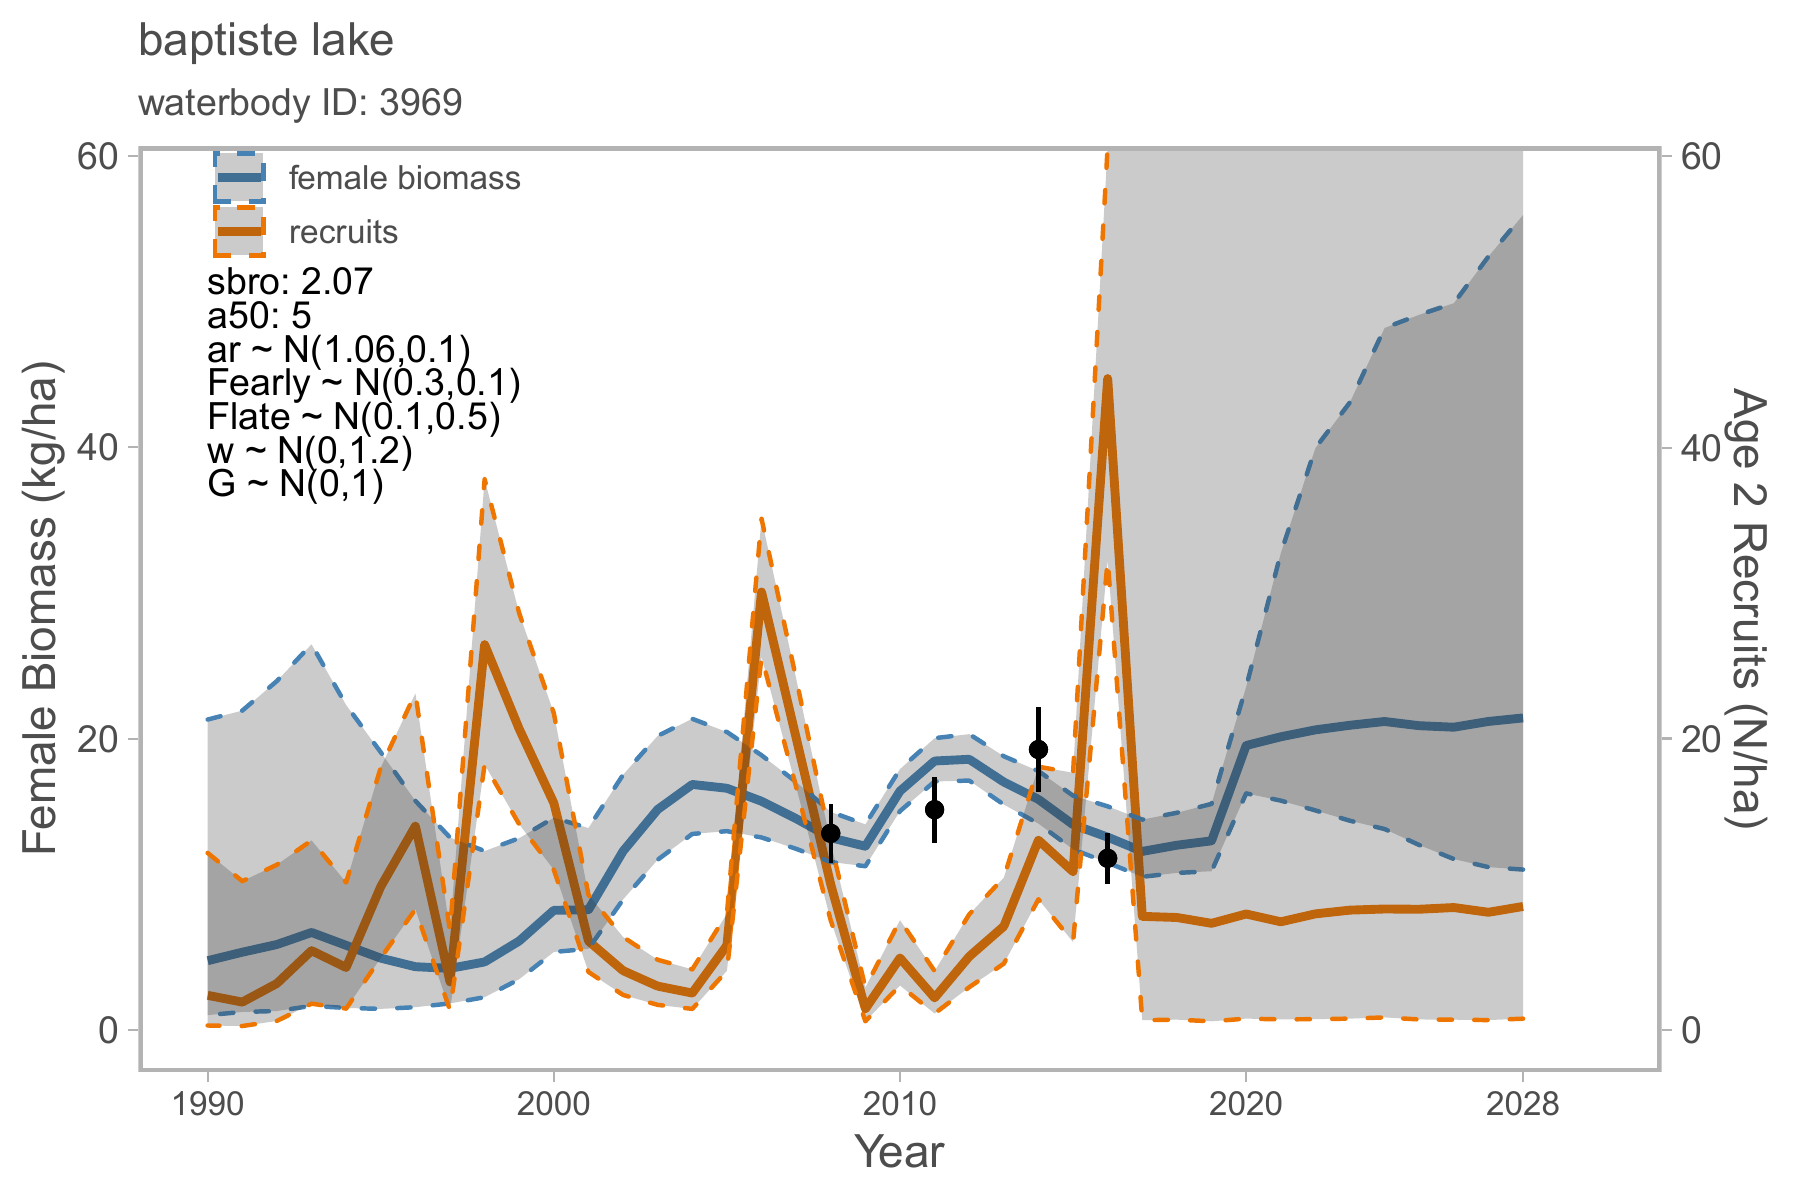 baptiste lake
waterbody ID: 3969
female biomass
recruits
sbro: 2.07
a50: 5
ar ~ N(1.06,0.1)
Fearly ~ N(0.3,0.1)
Flate ~ N(0.1,0.5)
w ~ N(0,1.2)
G ~ N(0,1)
Female Biomass (kg/ha)
60
40
20
0
60
40
20
0
Age 2 Recruits (N/ha)
1990 2000 2010 2020 2028
Year